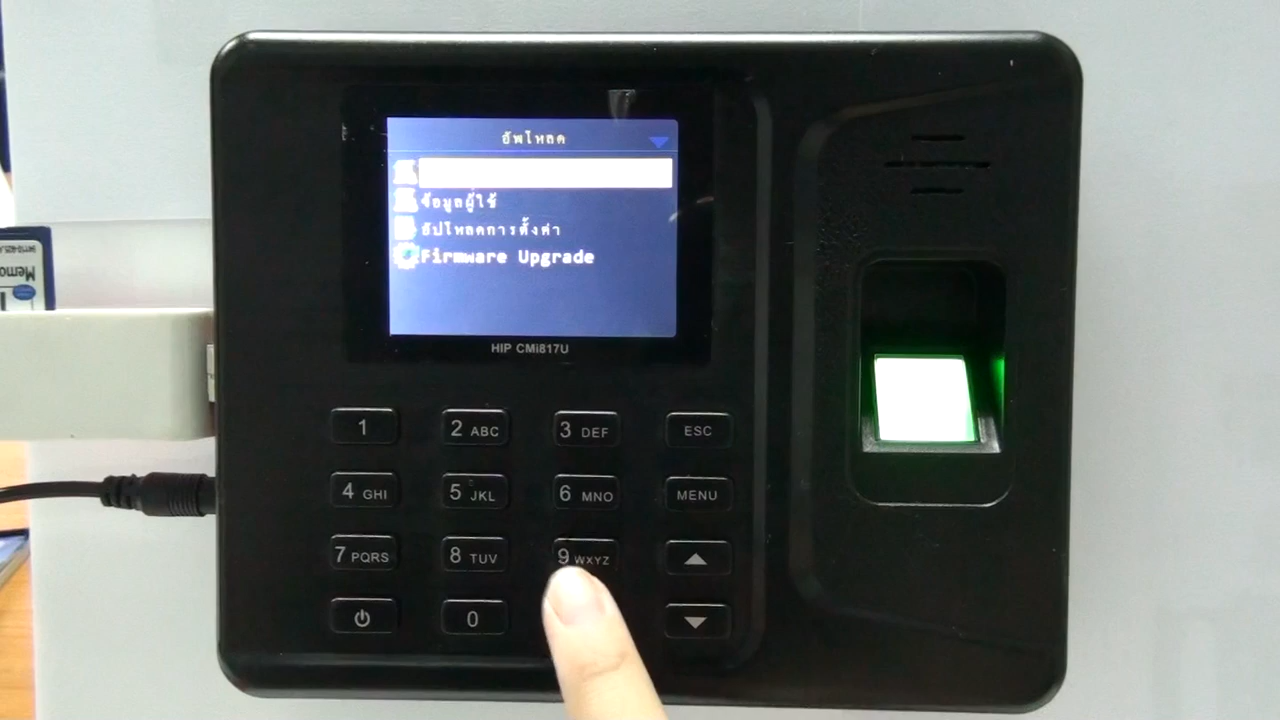 อัพโหลด
ข้อมูลผู้ใช้
อัปโหลดการตั้งค่า
Firmware Upgrade
HIP CMi817U
1
2 ABC
3 DEF
ESC
4 GHI
5 JKL
6 MNO
MENU
7 PQRS
8 TUV
9 WXYZ
0